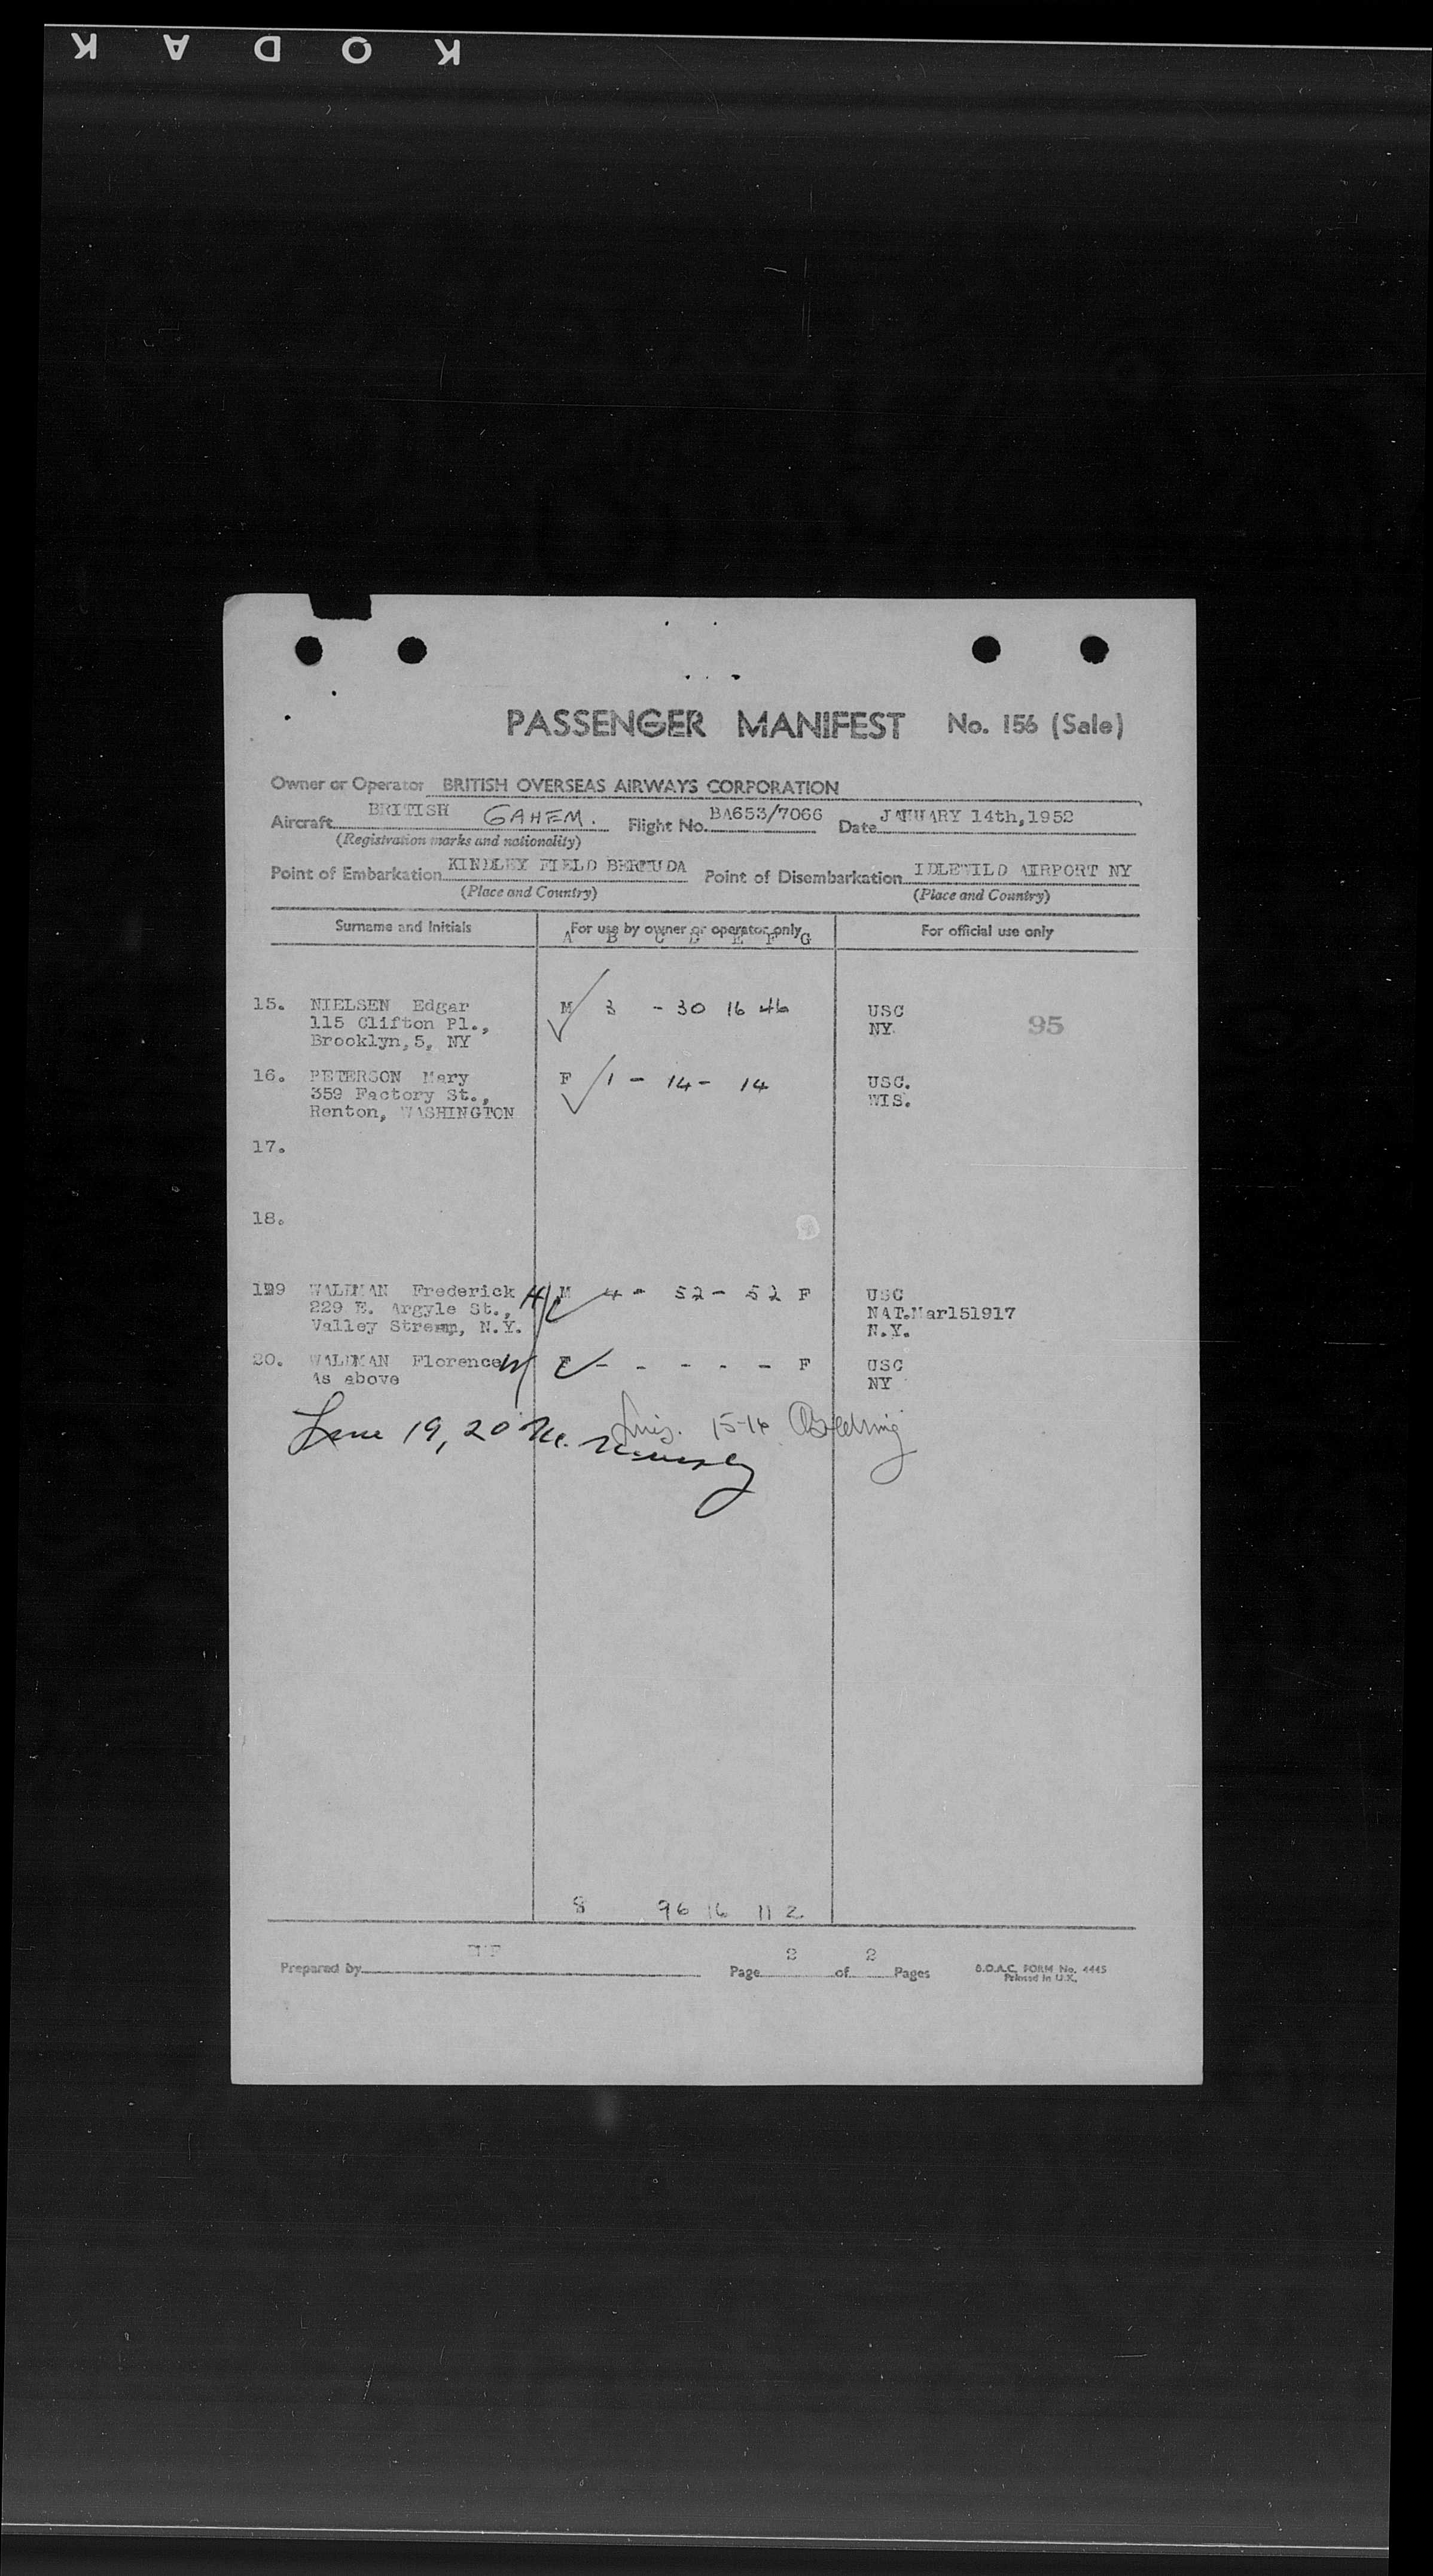 KODAK
PASSENGER MANIFEST No. 156 (Sale)
Owner or Operator BRITISH OVERSEAS AIRWAYS CORPORATION
Aircraft BRITISH GAHEM. Flight No. BA653/7066 Date JANUARY 14th, 1952
(Registration marks and nationality)
Point of Embarkation KINDLEY FIELD BERMUDA Point of Disembarkation IDLEWILD AIRPORT NY
(Place and Country) (Place and Country)
Surname and Initials For use by owner or operator only For official use only
A B C D E F G
15. NIELSEN Edgar M 3 - 30 16 46 USC
115 Clifton Pl., NY. 95
Brooklyn, 5, NY
16. PETERSON Mary F 1 - 14 - 14 USC.
359 Factory St., WIS.
Renton, WASHINGTON
17.
18.
19 WALDMAN Frederick M 4 - 52 - 52 F USC
229 E. Argyle St., NAT.Mar151917
Valley Stream, N.Y. N.Y.
20. WALDMAN Florence F - - - - - F USC
As above NY
Line 19, 20
15-16
8 96 16 112
Prepared by
Page 2 of 2 Pages
B.O.A.C. FORM No. 4445
Printed in U.K.